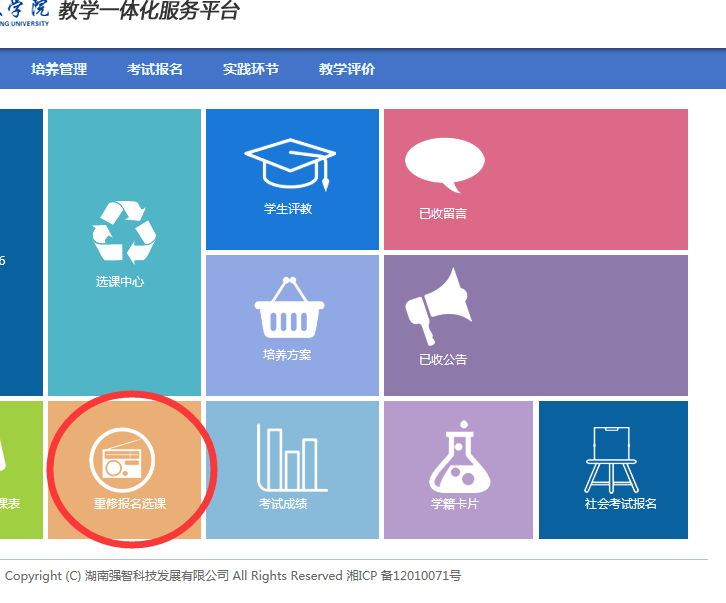 学院 教学一体化服务平台
NG UNIVERSITY
培养管理 考试报名 实践环节 教学评价
学生评教
已收留言
6
选课中心
培养方案
已收公告
课表
重修报名选课
考试成绩
学籍卡片
社会考试报名
Copyright (C) 湖南强智科技发展有限公司 All Rights Reserved 湘ICP 备12010071号